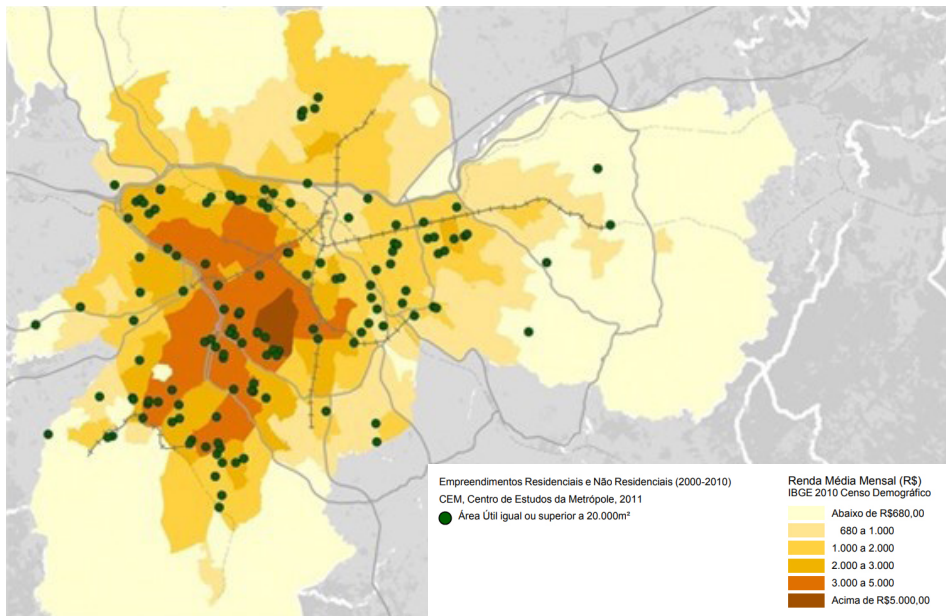 Empreendimentos Residenciais e Não Residenciais (2000-2010)
CEM, Centro de Estudos da Metrópole, 2011
Área Útil igual ou superior a 20.000m²
Renda Média Mensal (R$)
IBGE 2010 Censo Demográfico
Abaixo de R$680,00
680 a 1.000
1.000 a 2.000
2.000 a 3.000
3.000 a 5.000
Acima de R$5.000,00